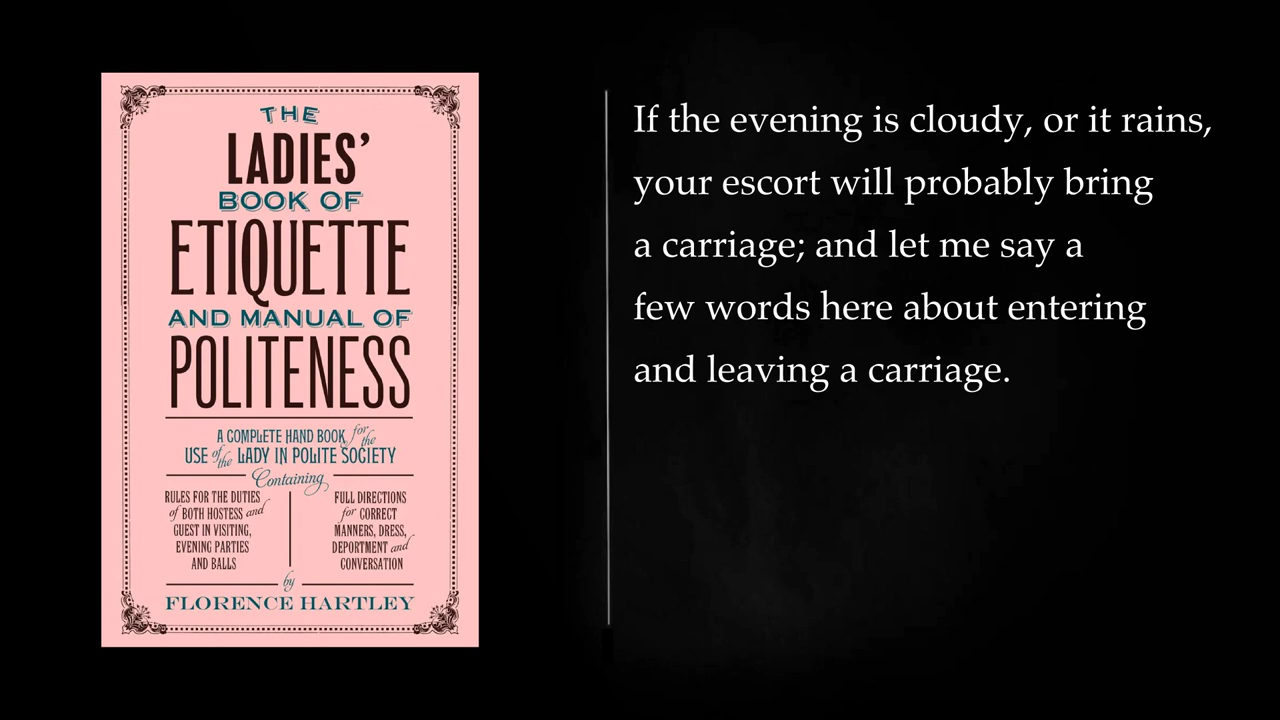 THE
LADIES'
BOOK OF
ETIQUETTE
AND MANUAL OF
POLITENESS
A COMPLETE HAND BOOK for the
USE of the LADY IN POLITE SOCIETY
Containing
RULES FOR THE DUTIES
of BOTH HOSTESS and
GUEST IN VISITING,
EVENING PARTIES
AND BALLS
FULL DIRECTIONS
for CORRECT
MANNERS, DRESS,
DEPORTMENT and
CONVERSATION
by
FLORENCE HARTLEY
If the evening is cloudy, or it rains,
your escort will probably bring
a carriage; and let me say a
few words here about entering
and leaving a carriage.